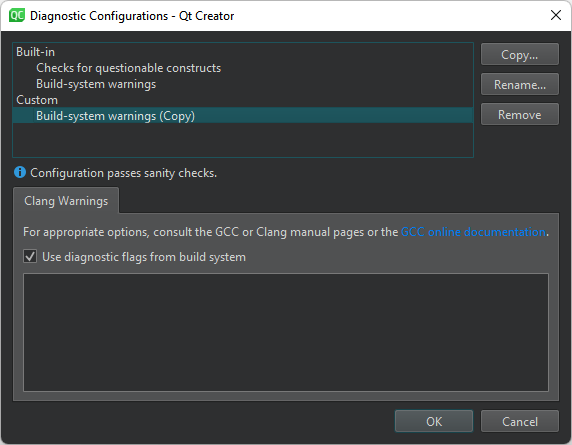 QC Diagnostic Configurations - Qt Creator
Built-in
Checks for questionable constructs
Build-system warnings
Custom
Build-system warnings (Copy)
Copy...
Rename...
Remove
Configuration passes sanity checks.
Clang Warnings
For appropriate options, consult the GCC or Clang manual pages or the GCC online documentation.
Use diagnostic flags from build system
OK
Cancel